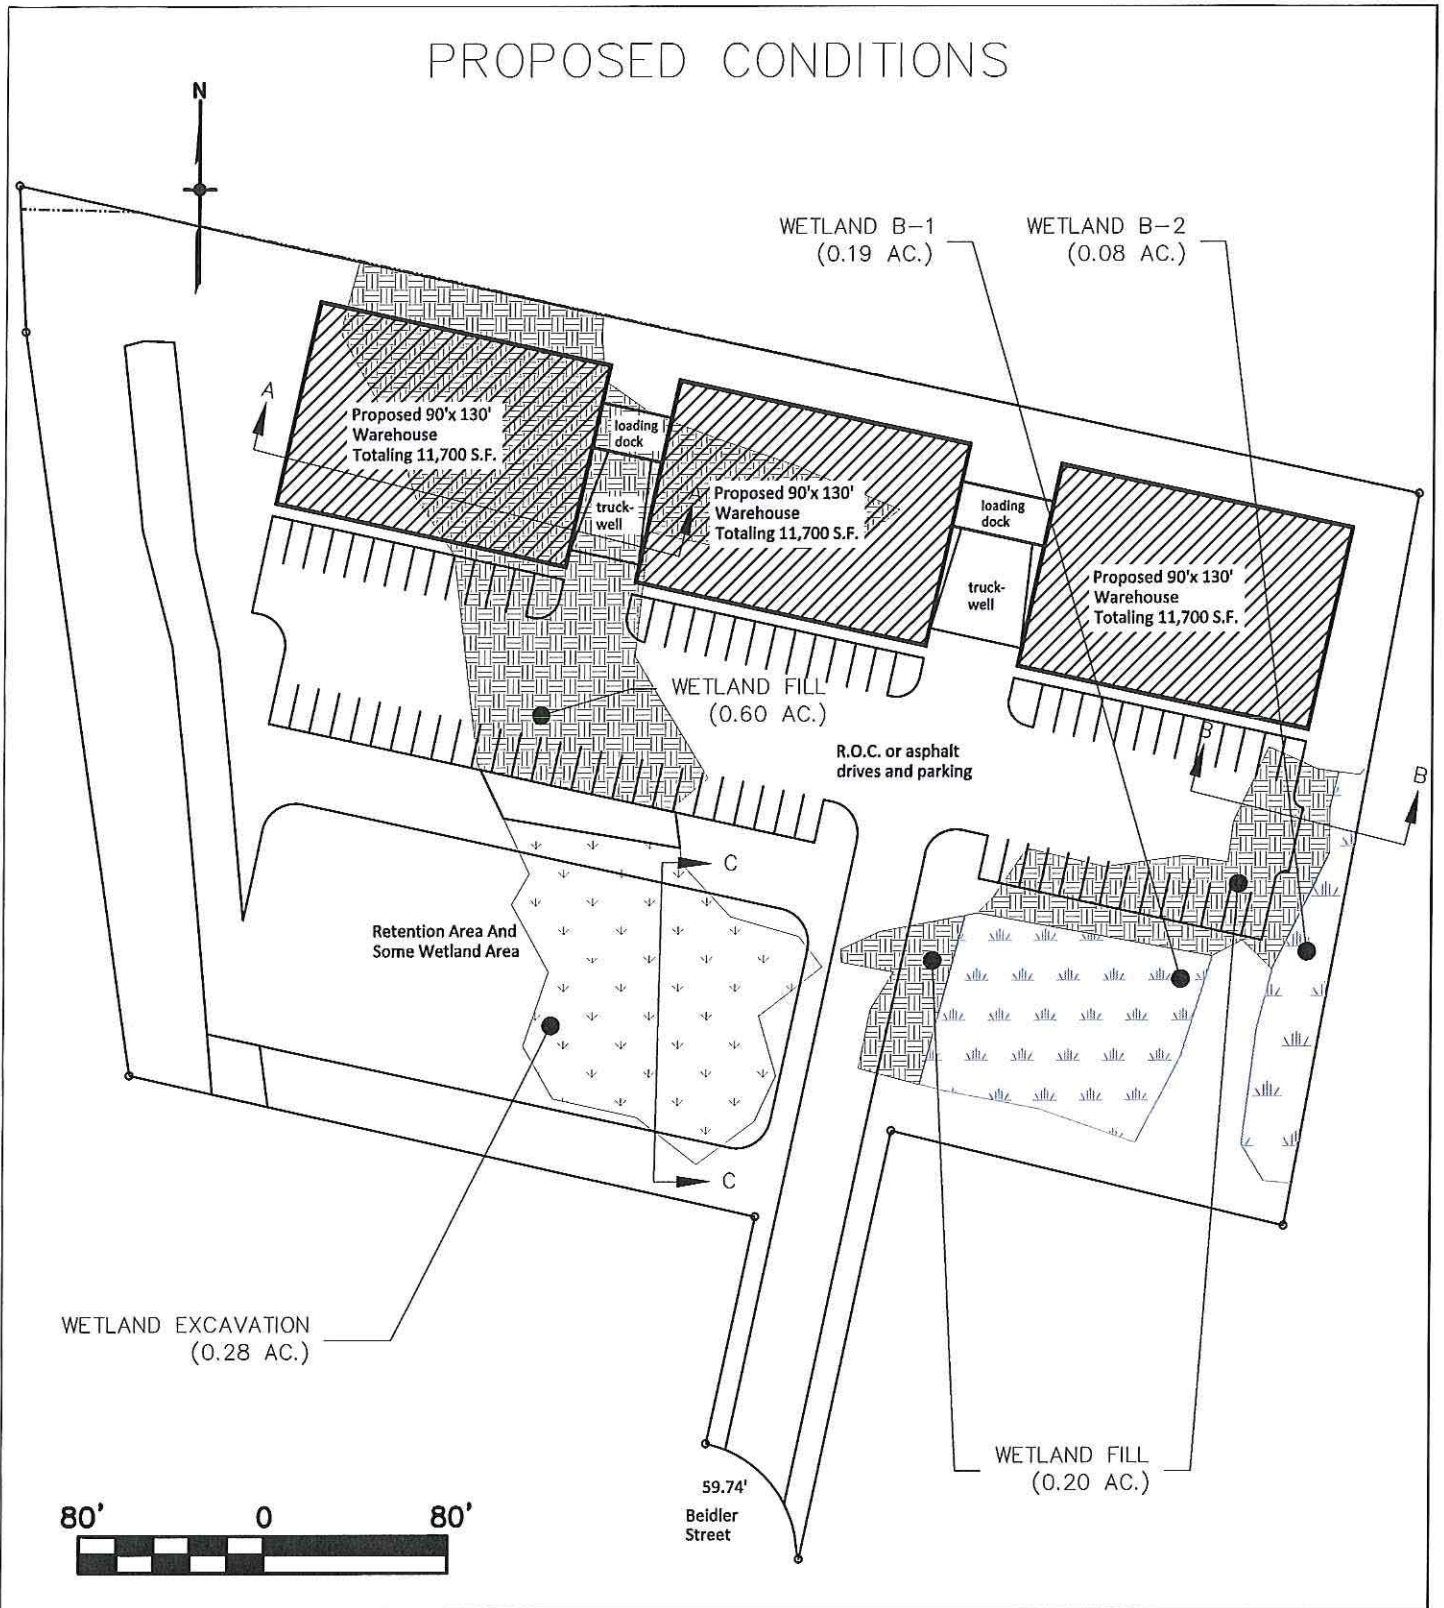 PROPOSED CONDITIONS
N
WETLAND B-1
(0.19 AC.)
WETLAND B-2
(0.08 AC.)
A
Proposed 90'x 130'
Warehouse
Totaling 11,700 S.F.
loading
dock
truck-
well
Proposed 90'x 130'
Warehouse
Totaling 11,700 S.F.
loading
dock
truck-
well
Proposed 90'x 130'
Warehouse
Totaling 11,700 S.F.
WETLAND FILL
(0.60 AC.)
R.O.C. or asphalt
drives and parking
B
B
C
Retention Area And
Some Wetland Area
C
WETLAND EXCAVATION
(0.28 AC.)
WETLAND FILL
(0.20 AC.)
59.74'
Beidler
Street
80' 0 80'